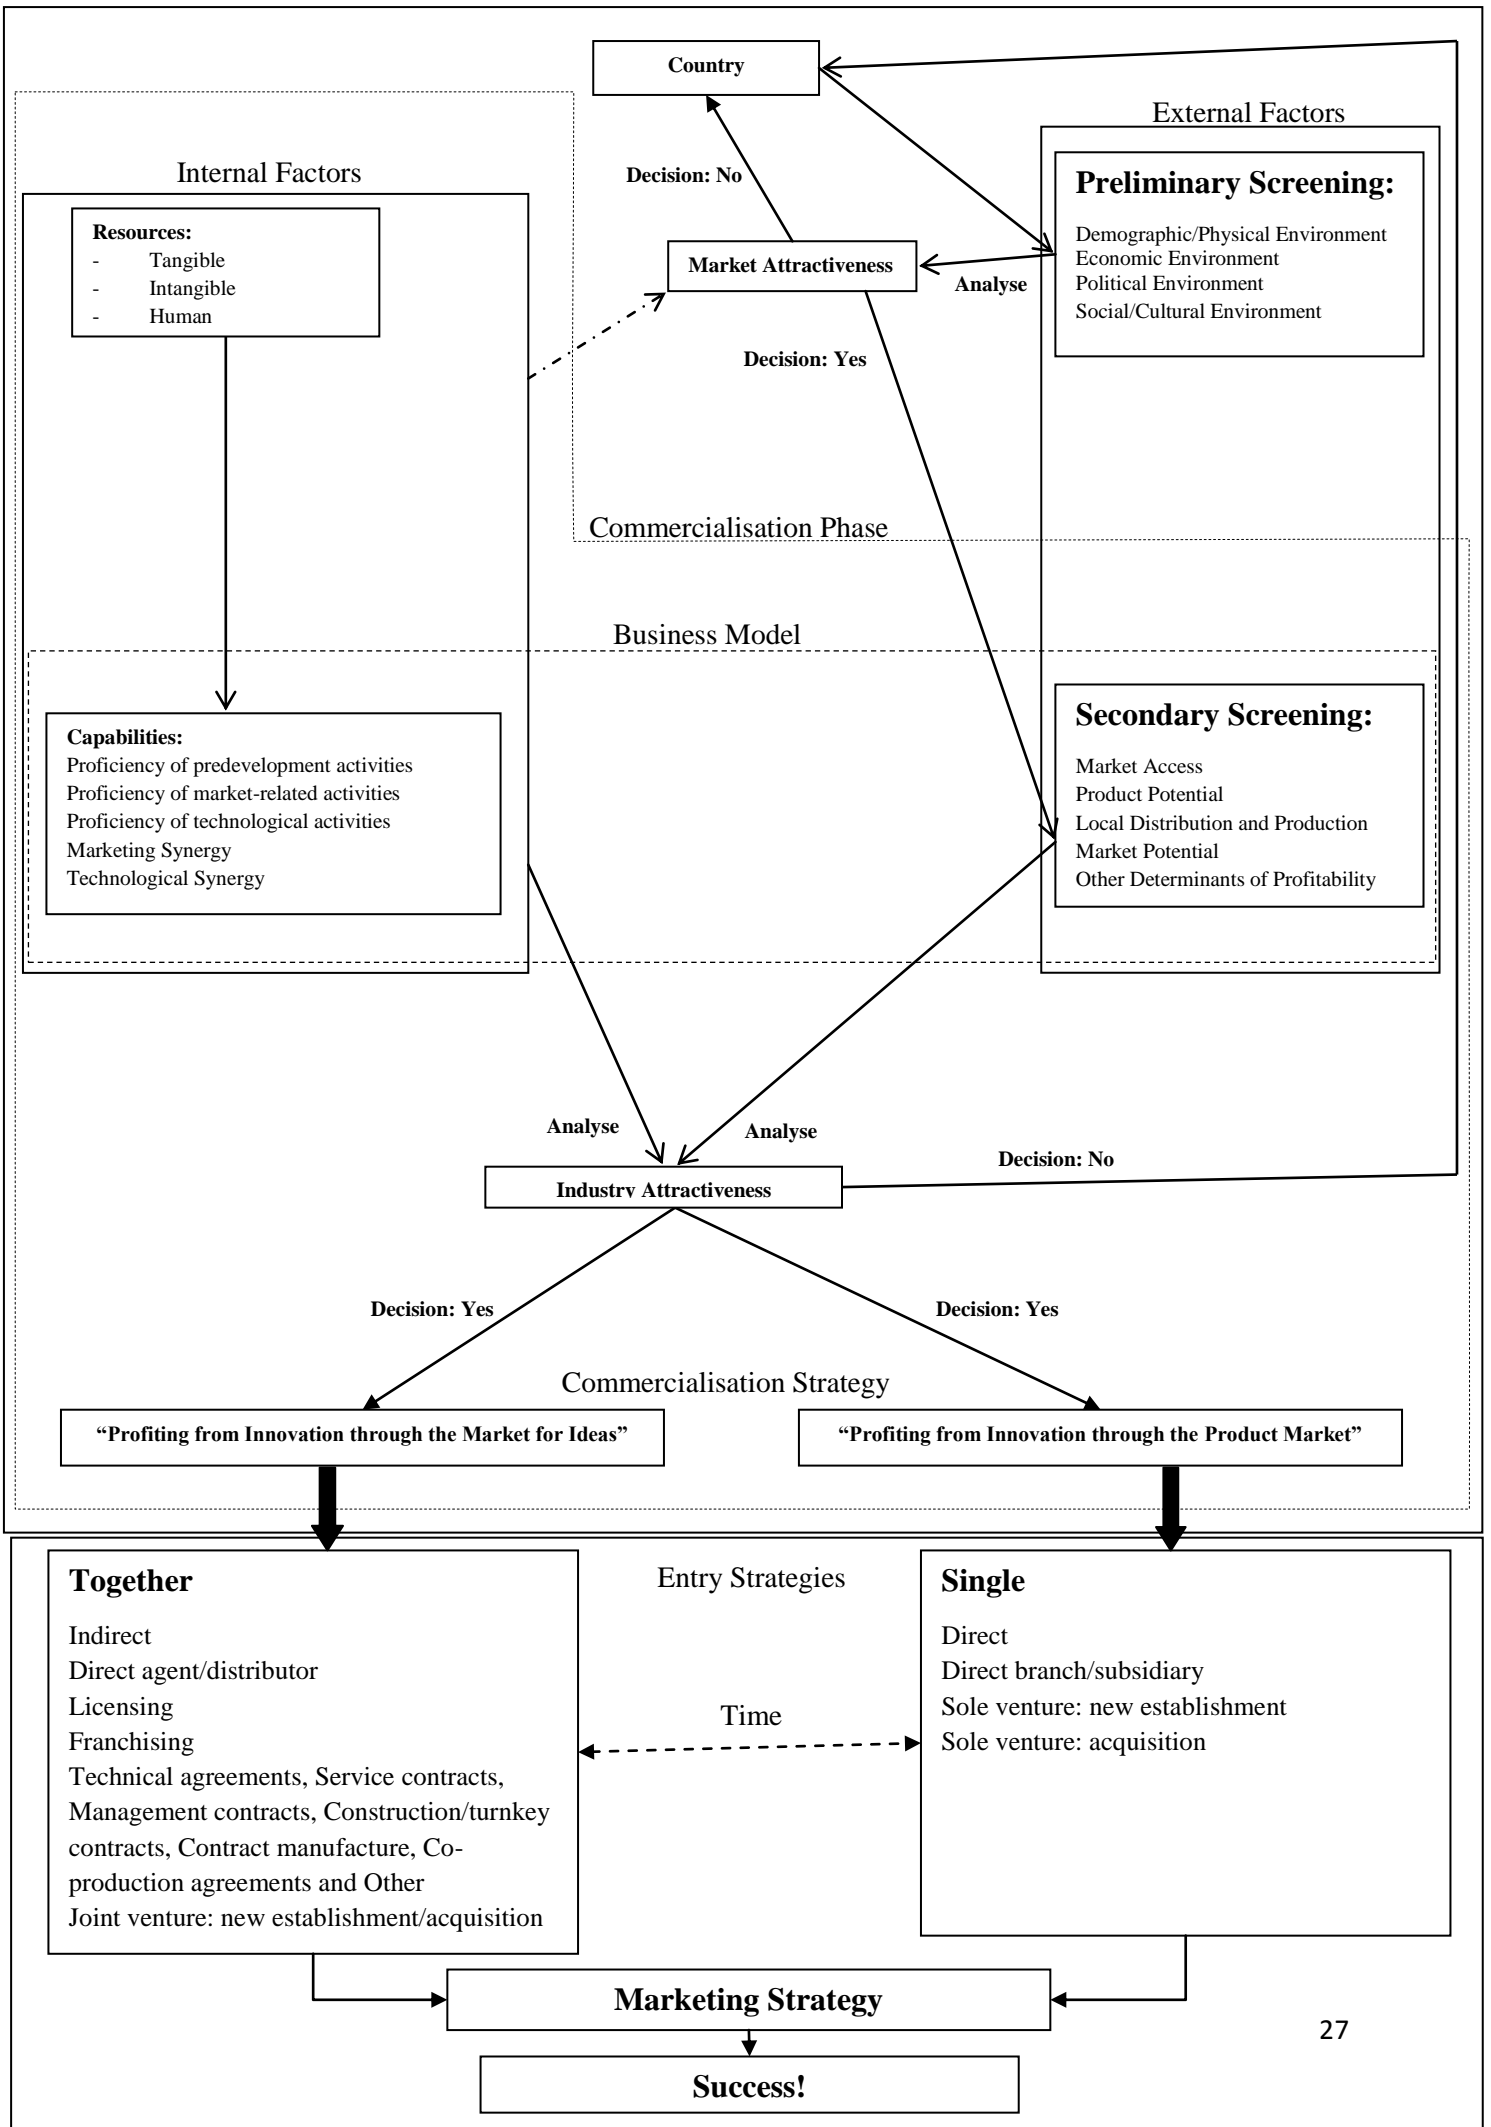 Country
External Factors
Internal Factors
Decision: No
Preliminary Screening:
Demographic/Physical Environment
Economic Environment
Political Environment
Social/Cultural Environment
Resources:
- Tangible
- Intangible
- Human
Market Attractiveness
Analyse
Decision: Yes
Commercialisation Phase
Business Model
Capabilities:
Proficiency of predevelopment activities
Proficiency of market-related activities
Proficiency of technological activities
Marketing Synergy
Technological Synergy
Secondary Screening:
Market Access
Product Potential
Local Distribution and Production
Market Potential
Other Determinants of Profitability
Analyse
Analyse
Decision: No
Industry Attractiveness
Decision: Yes
Decision: Yes
Commercialisation Strategy
“Profiting from Innovation through the Market for Ideas”
“Profiting from Innovation through the Product Market”
Together
Indirect
Direct agent/distributor
Licensing
Franchising
Technical agreements, Service contracts,
Management contracts, Construction/turnkey
contracts, Contract manufacture, Co-
production agreements and Other
Joint venture: new establishment/acquisition
Entry Strategies
Time
Single
Direct
Direct branch/subsidiary
Sole venture: new establishment
Sole venture: acquisition
Marketing Strategy
27
Success!